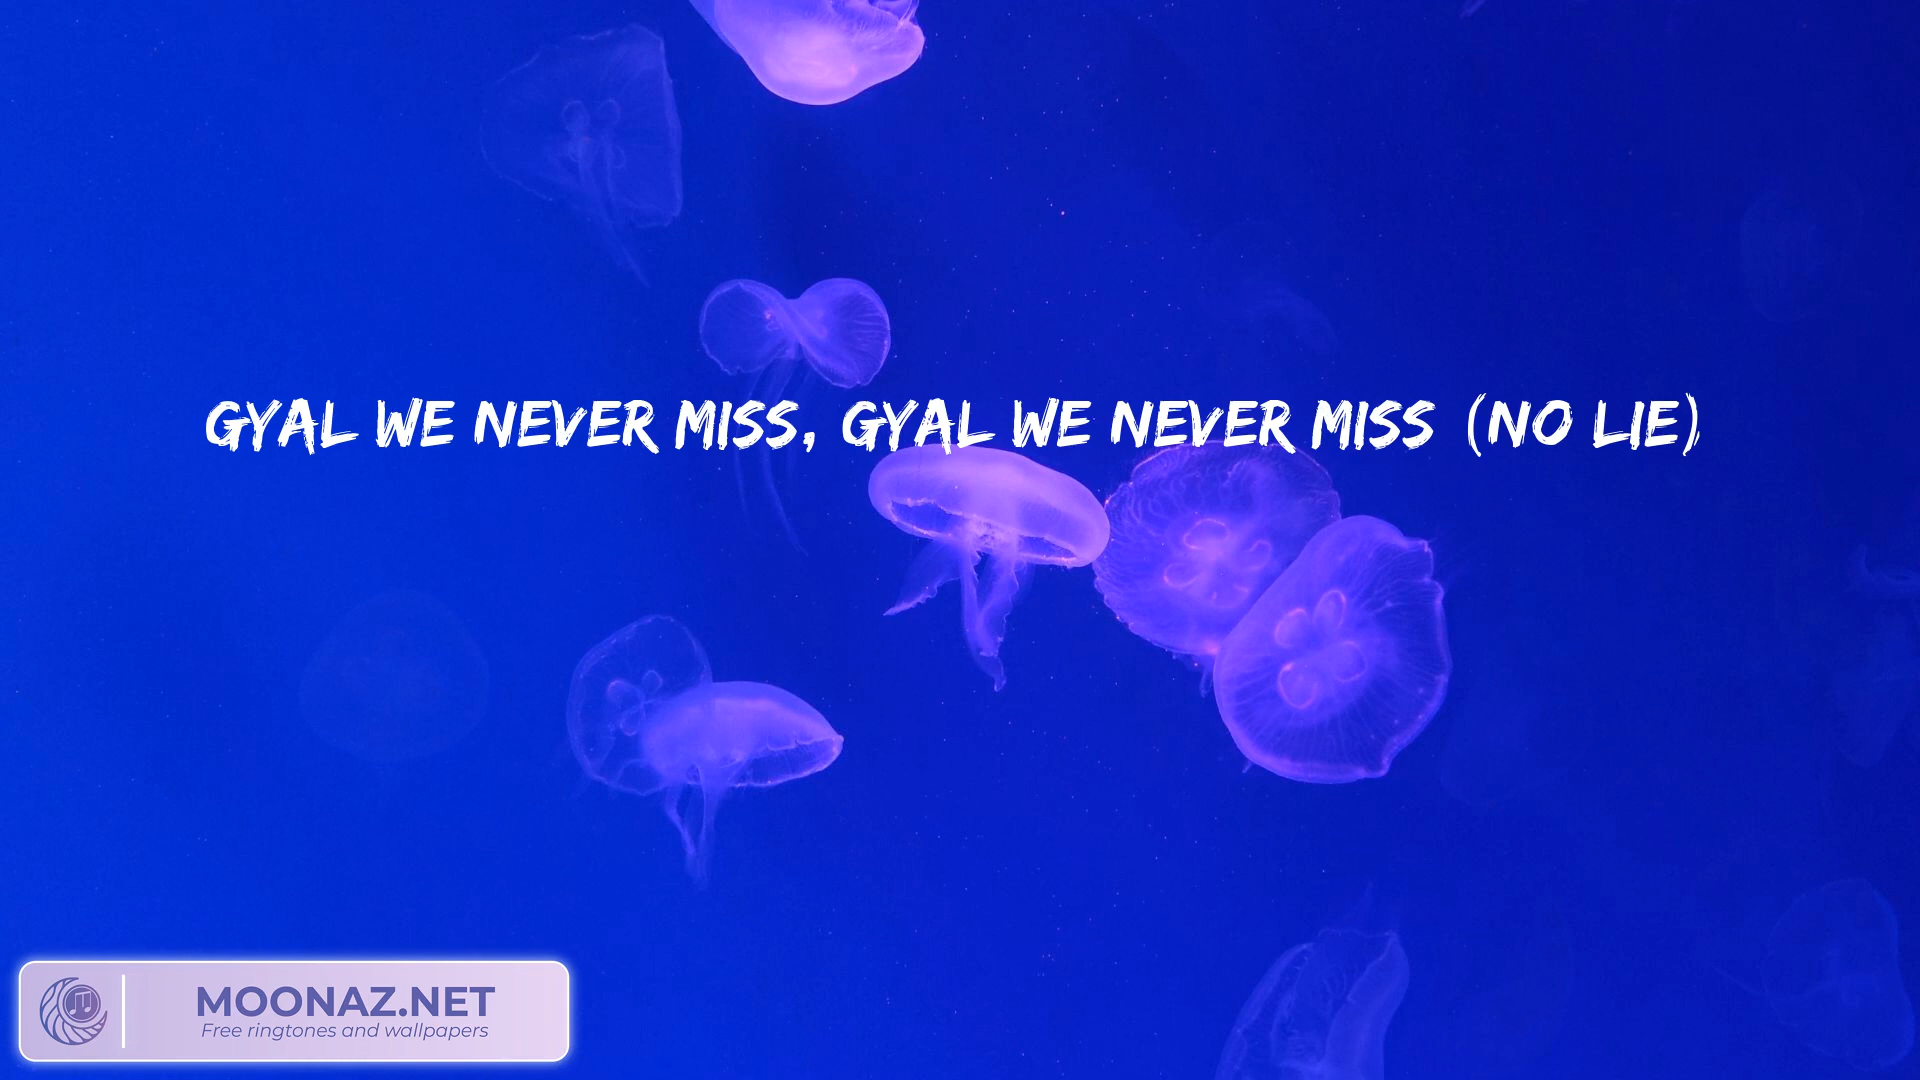 GYAL WE NEVER MISS, GYAL WE NEVER MISS (NO LIE)
MOONAZ.NET
Free ringtones and wallpapers